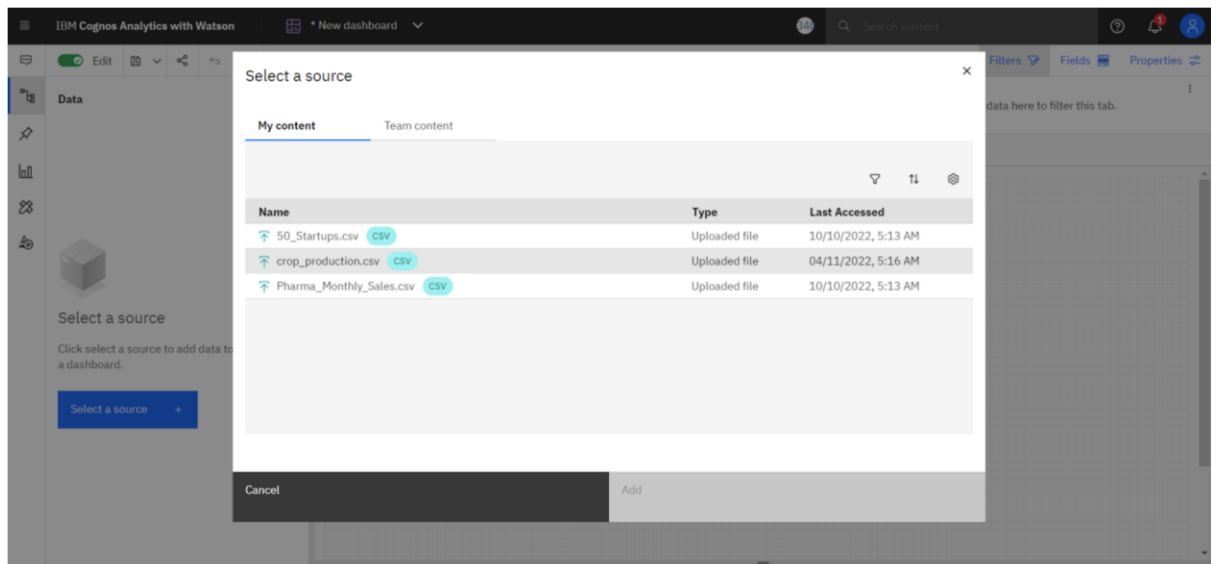 IBM Cognos Analytics with Watson
* New dashboard
Search content
1
Edit
Filters
Fields
Properties
Data
Select a source
data here to filter this tab.
My content
Team content
Name Type Last Accessed
50_Startups.csv CSV Uploaded file 10/10/2022, 5:13 AM
crop_production.csv CSV Uploaded file 04/11/2022, 5:16 AM
Pharma_Monthly_Sales.csv CSV Uploaded file 10/10/2022, 5:13 AM
Select a source
Click select a source to add data to
a dashboard.
Select a source +
Cancel
Add